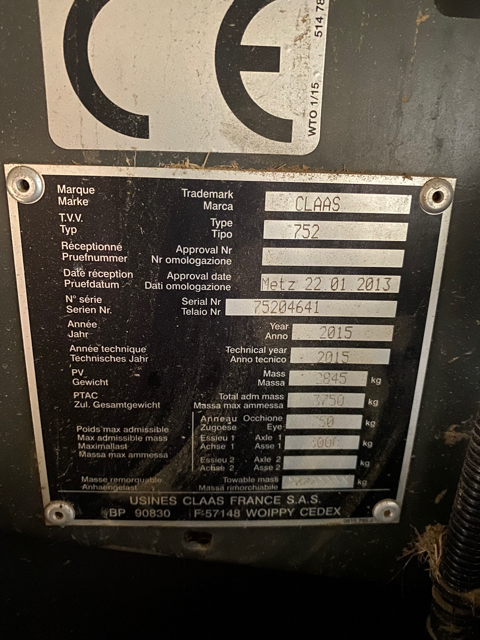 CE
514.78
WTO 1/15
Marque Trademark CLAAS
Marke Marca
T.V.V. Type 752
Typ Tipo
Réceptionné Approval Nr
Pruefnummer Nr omologazione
Date réception Approval date Metz 22 01 2013
Pruefdatum Dati omologazione
N° série Serial Nr 75204641
Serien Nr. Telaio Nr
Année Year 2015
Jahr Anno
Année technique Technical year 2015
Technisches Jahr Anno tecnico
PV Mass 845 kg
Gewicht Massa
PTAC Total adm mass 3750 kg
Zul. Gesamtgewicht Massa max ammessa
Anneau Occhione 50 kg
Poids maxi admissible Zugoese Eye
Max admissible mass Essieu 1 Axle 1 kg
Maximallast Achse 1 Asse 1
Massa max ammessa Essieu 2 Axle 2 kg
Achse 2 Asse 2
Masse remorquable Towable mass kg
Anhaengelast Massa rimorchiabile
USINES CLAAS FRANCE S.A.S.
BP 90830 F-57148 WOIPPY CEDEX